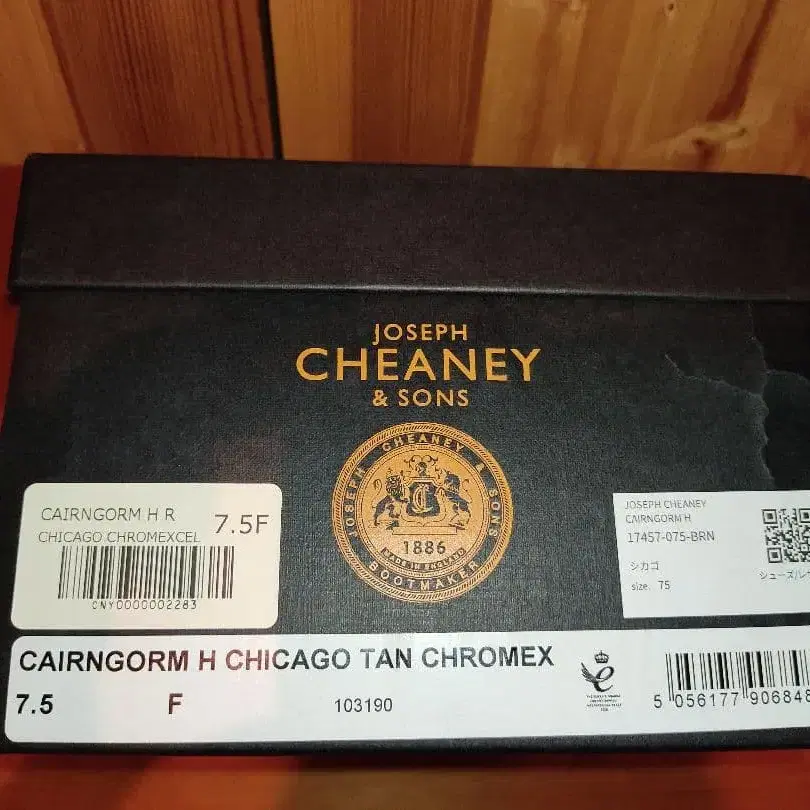 JOSEPH
CHEANEY
& SONS
JOSEPH CHEANEY & SONS
1886
MADE IN ENGLAND
BOOTMAKER
CAIRNGORM H R
7.5F
CHICAGO CHROMEXCEL
CNY0000002283
JOSEPH CHEANEY
CAIRNGORM H
17457-075-BRN
シカゴ
size. 75
シューズ/レ
CAIRNGORM H CHICAGO TAN CHROMEX
7.5 F 103190
5 056177 906848